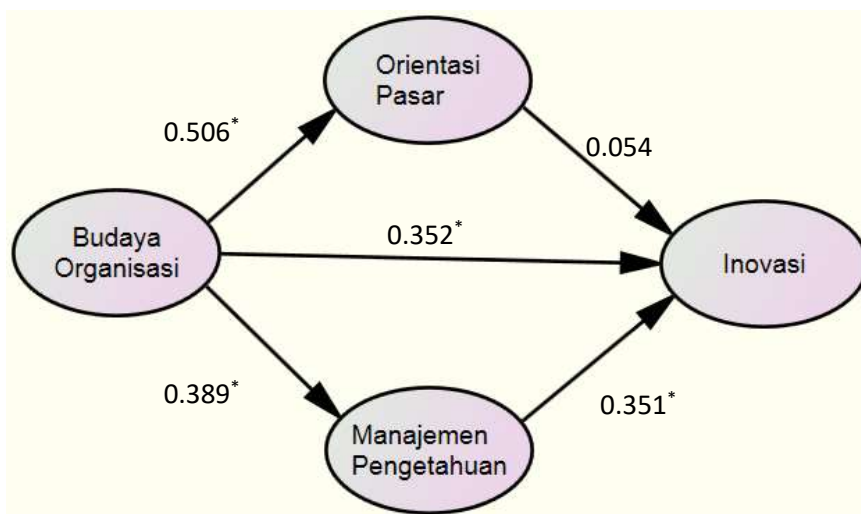 Orientasi
Pasar
0.506*
0.054
Budaya
Organisasi
0.352*
Inovasi
0.389*
0.351*
Manajemen
Pengetahuan